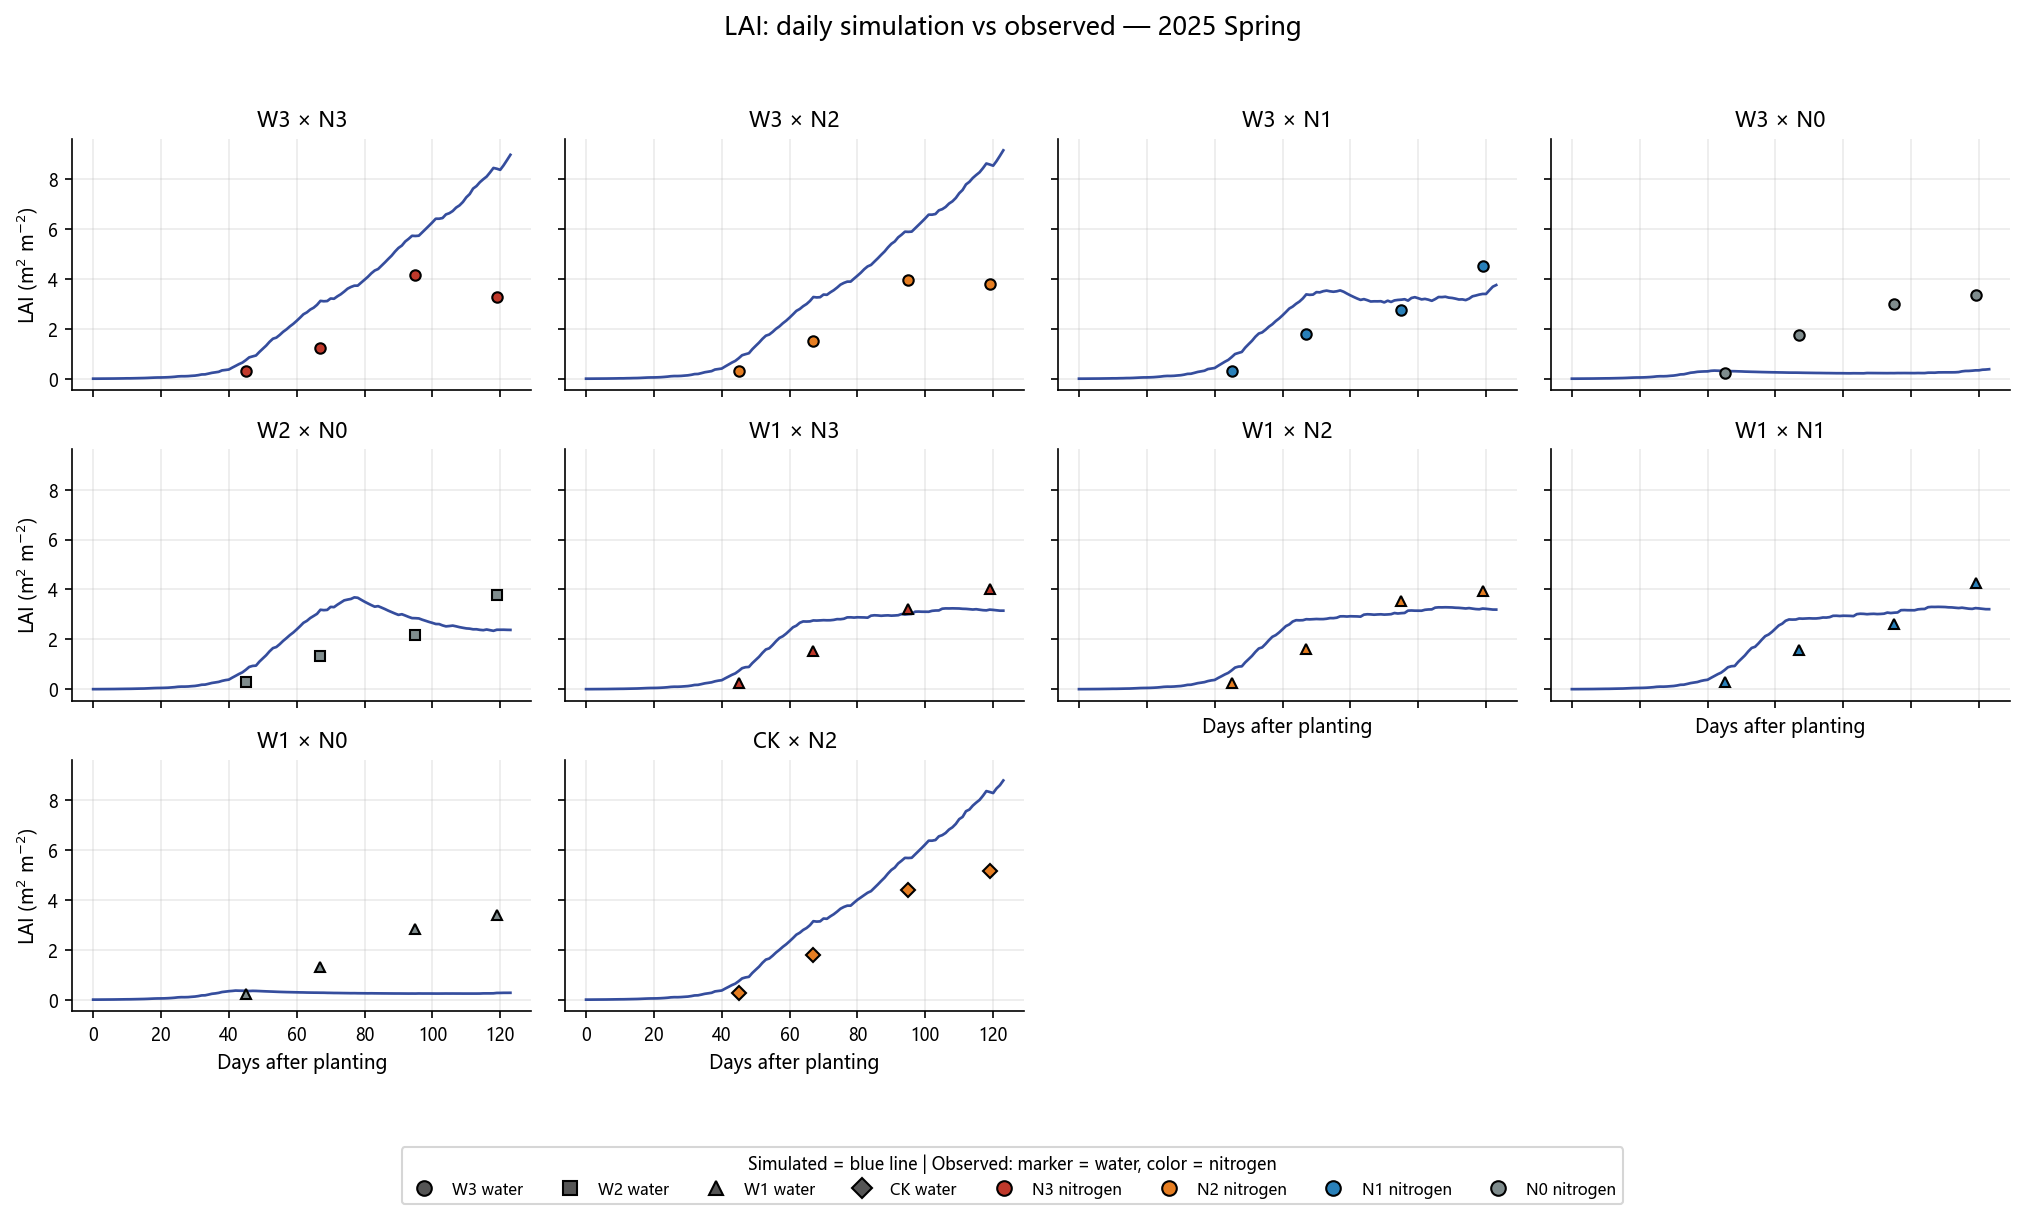 LAI: daily simulation vs observed — 2025 Spring
W3 × N3
W3 × N2
W3 × N1
W3 × N0
LAI (m² m⁻²)
8
6
4
2
0
W2 × N0
W1 × N3
W1 × N2
W1 × N1
LAI (m² m⁻²)
8
6
4
2
0
Days after planting
Days after planting
W1 × N0
CK × N2
LAI (m² m⁻²)
8
6
4
2
0
0 20 40 60 80 100 120
0 20 40 60 80 100 120
Days after planting
Days after planting
Simulated = blue line | Observed: marker = water, color = nitrogen
W3 water W2 water W1 water CK water N3 nitrogen N2 nitrogen N1 nitrogen N0 nitrogen